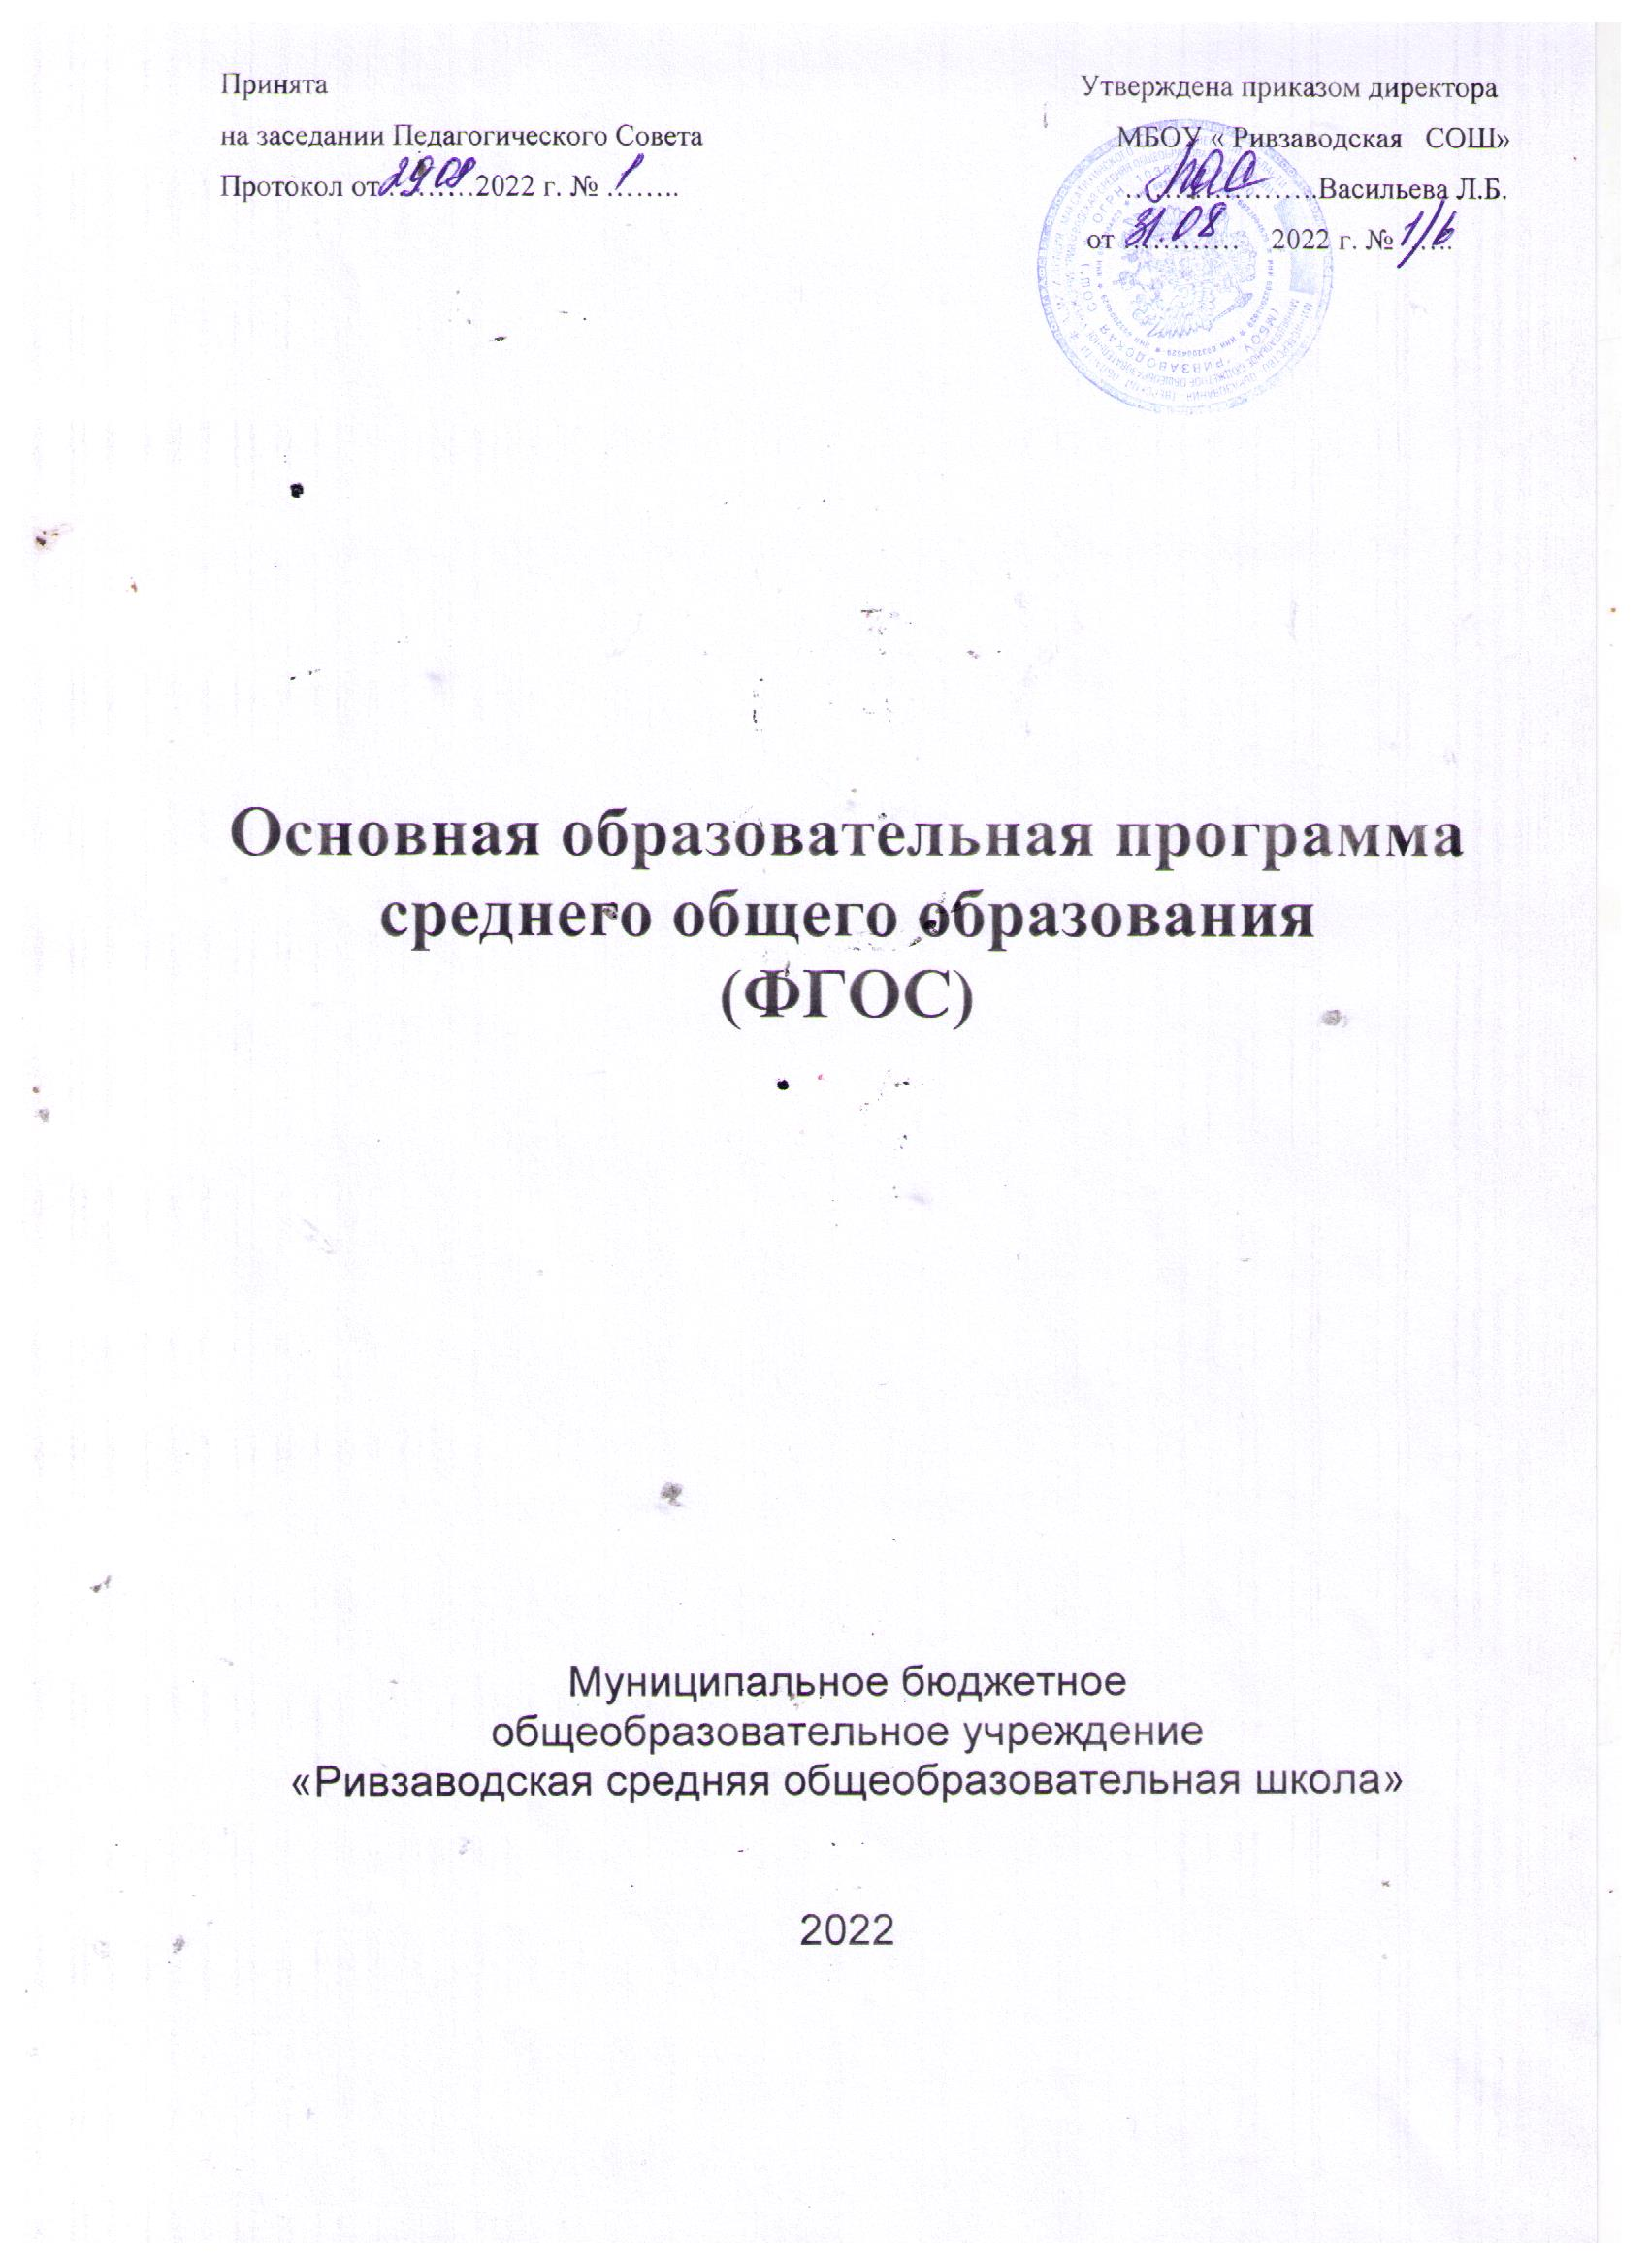 Принята
на заседании Педагогического Совета
Протокол от 29 08 2022 г. № 1
Утверждена приказом директора
МБОУ « Ривзаводская СОШ»
Васильева Л.Б.
от 31.08 2022 г. № 1/6
Основная образовательная программа
среднего общего образования
(ФГОС)
Муниципальное бюджетное
общеобразовательное учреждение
«Ривзаводская средняя общеобразовательная школа»
2022